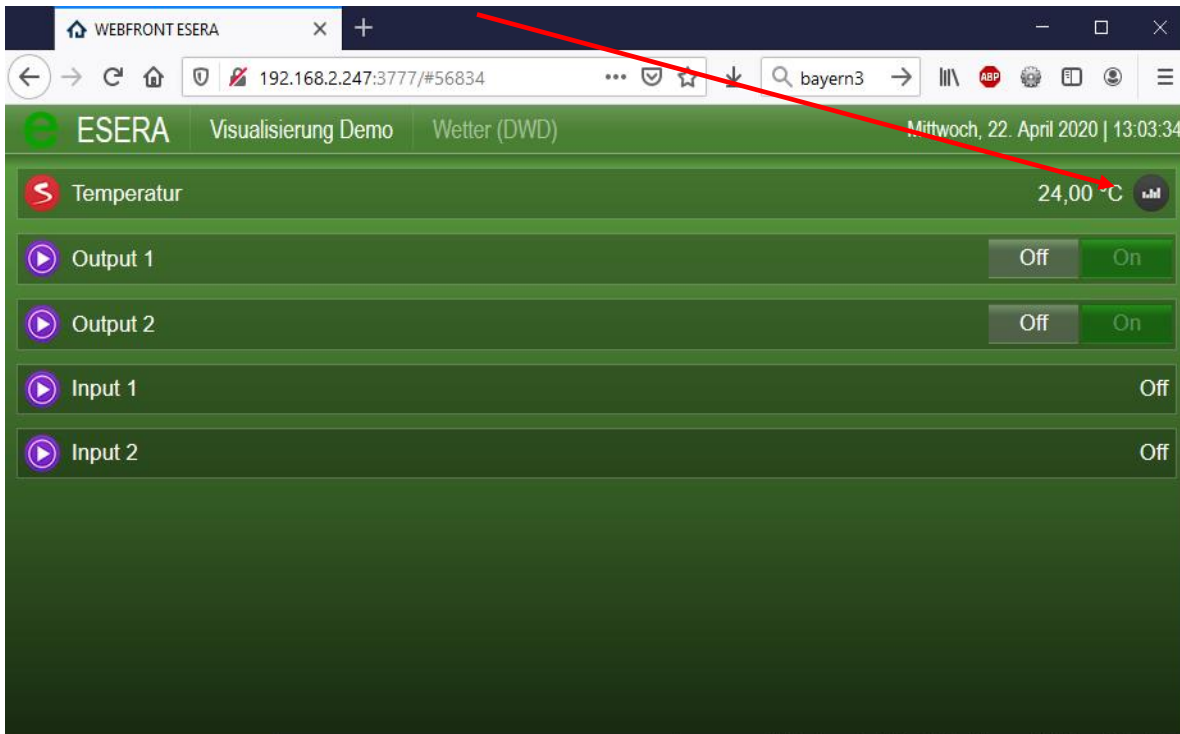 WEBFRONT ESERA
192.168.2.247:3777/#56834
bayern3
ABP
e ESERA Visualisierung Demo Wetter (DWD) Mittwoch, 22. April 2020 | 13:03:34
Temperatur 24,00 °C
Output 1 Off On
Output 2 Off On
Input 1 Off
Input 2 Off